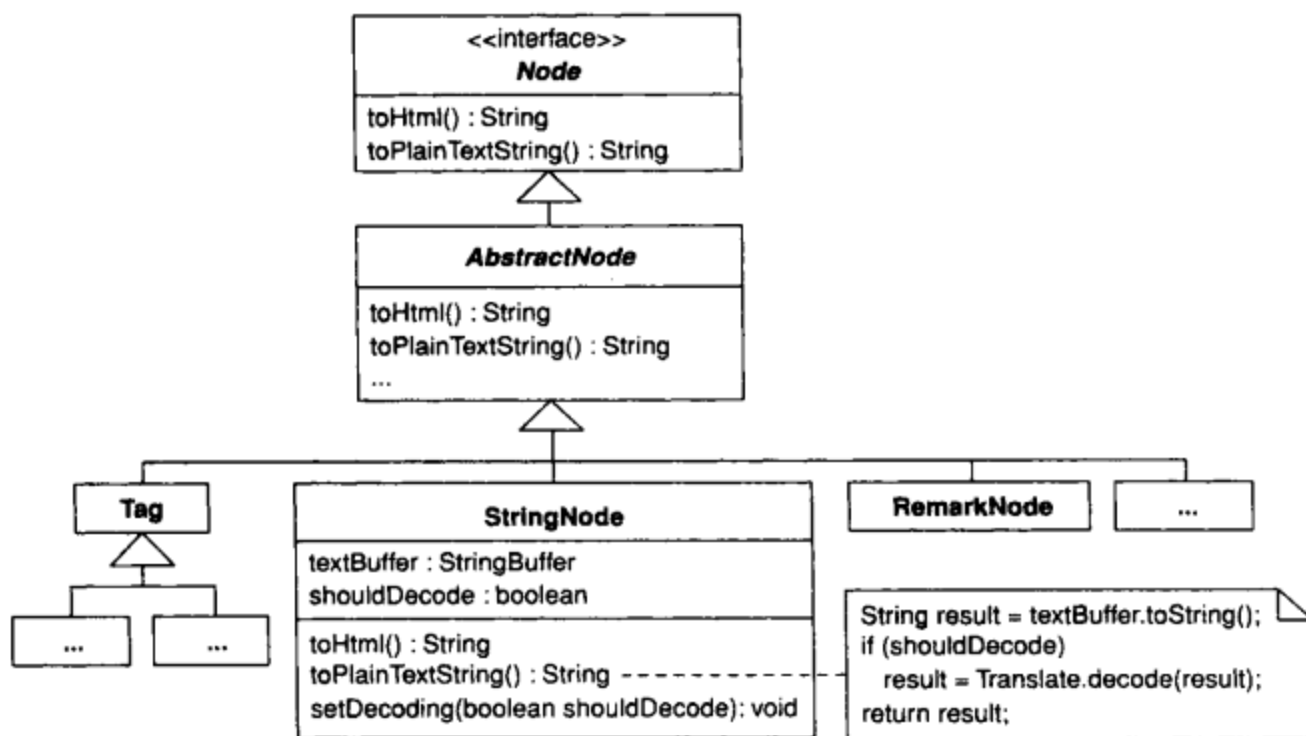 <<interface>>
Node
toHtml() : String
toPlainTextString() : String
AbstractNode
toHtml() : String
toPlainTextString() : String
...
Tag
...
...
StringNode
textBuffer : StringBuffer
shouldDecode : boolean
toHtml() : String
toPlainTextString() : String
setDecoding(boolean shouldDecode): void
RemarkNode
...
String result = textBuffer.toString();
if (shouldDecode)
result = Translate.decode(result);
return result;